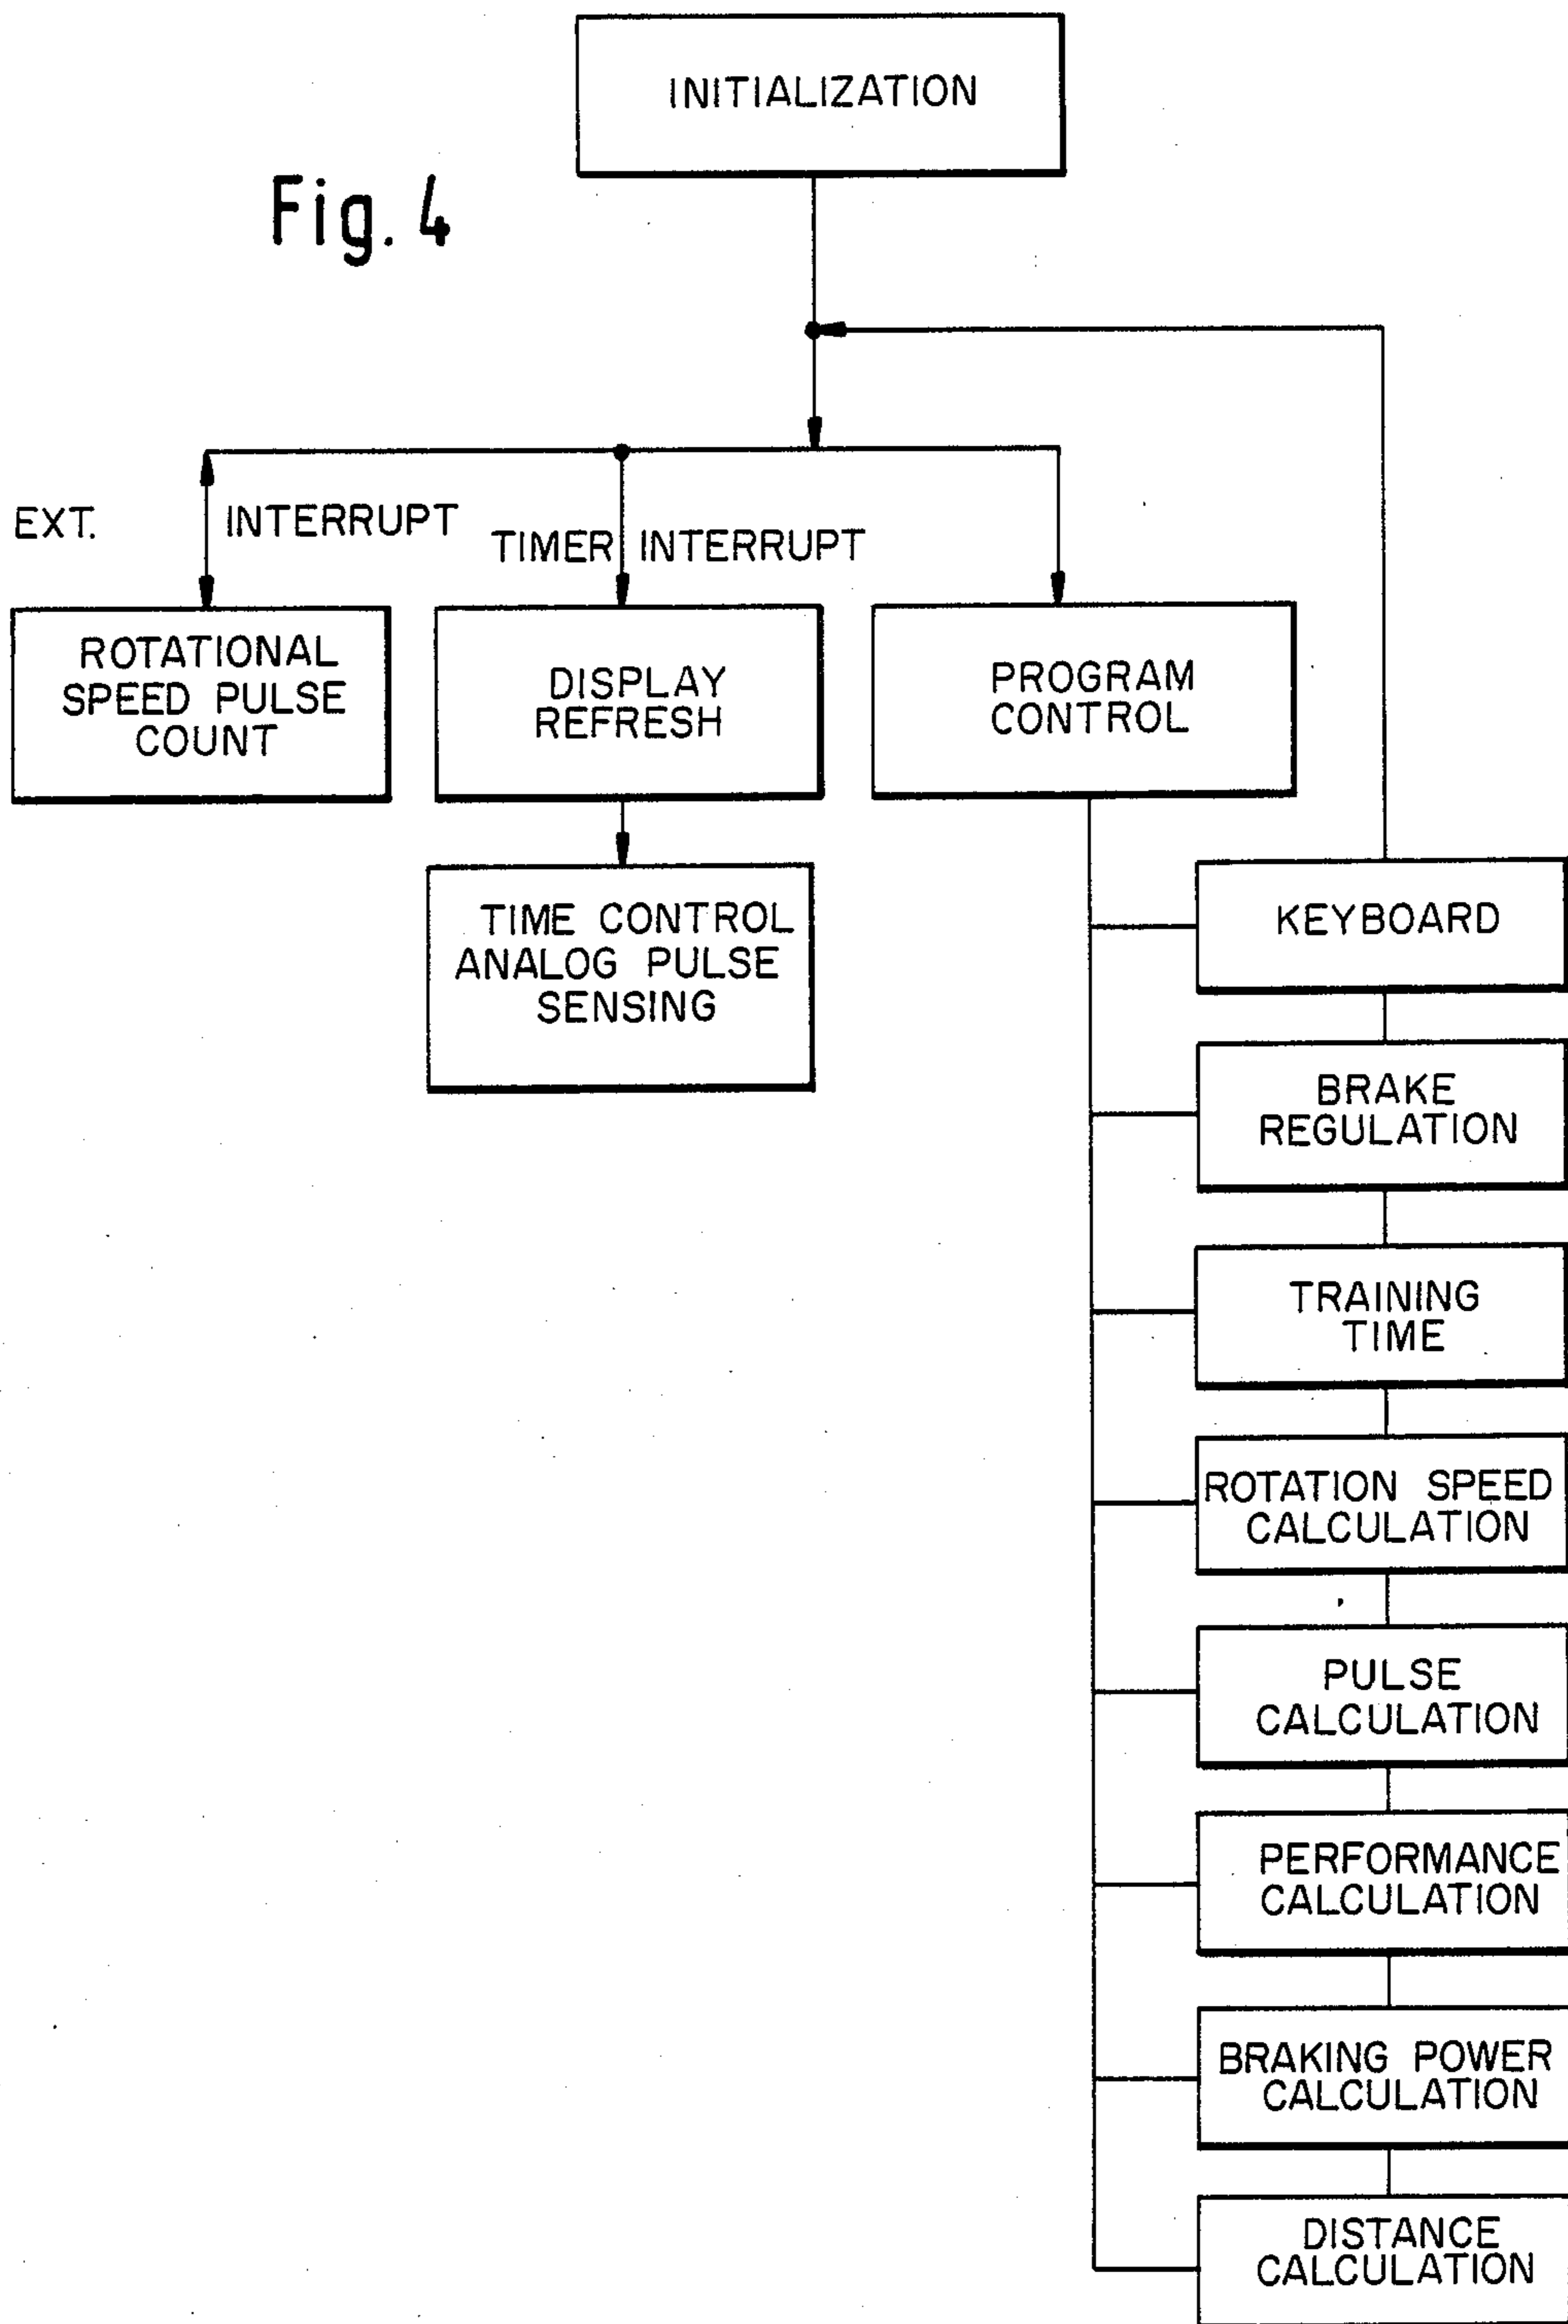 INITIALIZATION
Fig. 4
EXT.
INTERRUPT
TIMER INTERRUPT
ROTATIONAL
SPEED PULSE
COUNT
DISPLAY
REFRESH
PROGRAM
CONTROL
TIME CONTROL
ANALOG PULSE
SENSING
KEYBOARD
BRAKE
REGULATION
TRAINING
TIME
ROTATION SPEED
CALCULATION
PULSE
CALCULATION
PERFORMANCE
CALCULATION
BRAKING POWER
CALCULATION
DISTANCE
CALCULATION